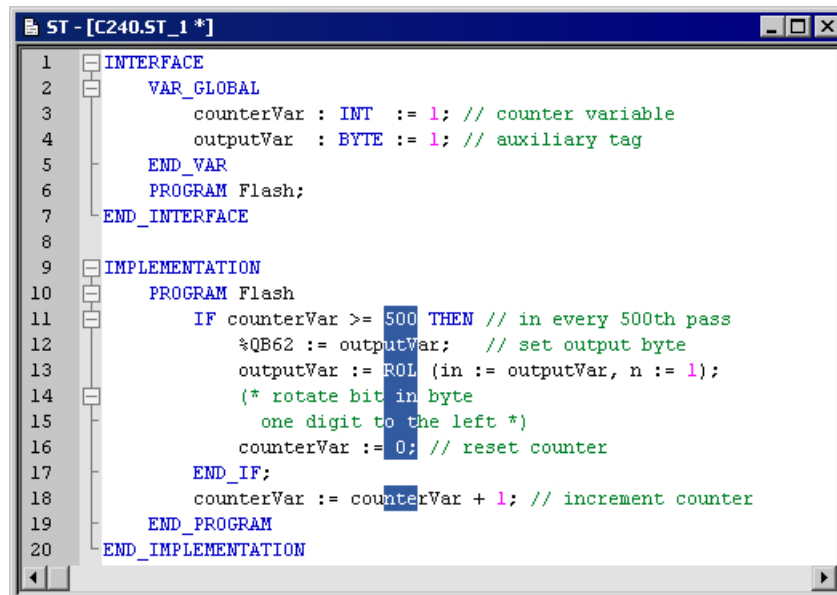 ST - [C240.ST_1 *]
1 INTERFACE
2 VAR_GLOBAL
3 counterVar : INT := 1; // counter variable
4 outputVar : BYTE := 1; // auxiliary tag
5 END_VAR
6 PROGRAM Flash;
7 END_INTERFACE
8
9 IMPLEMENTATION
10 PROGRAM Flash
11 IF counterVar >= 500 THEN // in every 500th pass
12 %QB62 := outputVar; // set output byte
13 outputVar := ROL (in := outputVar, n := 1);
14 (* rotate bit in byte
15 one digit to the left *)
16 counterVar := 0; // reset counter
17 END_IF;
18 counterVar := counterVar + 1; // increment counter
19 END_PROGRAM
20 END_IMPLEMENTATION